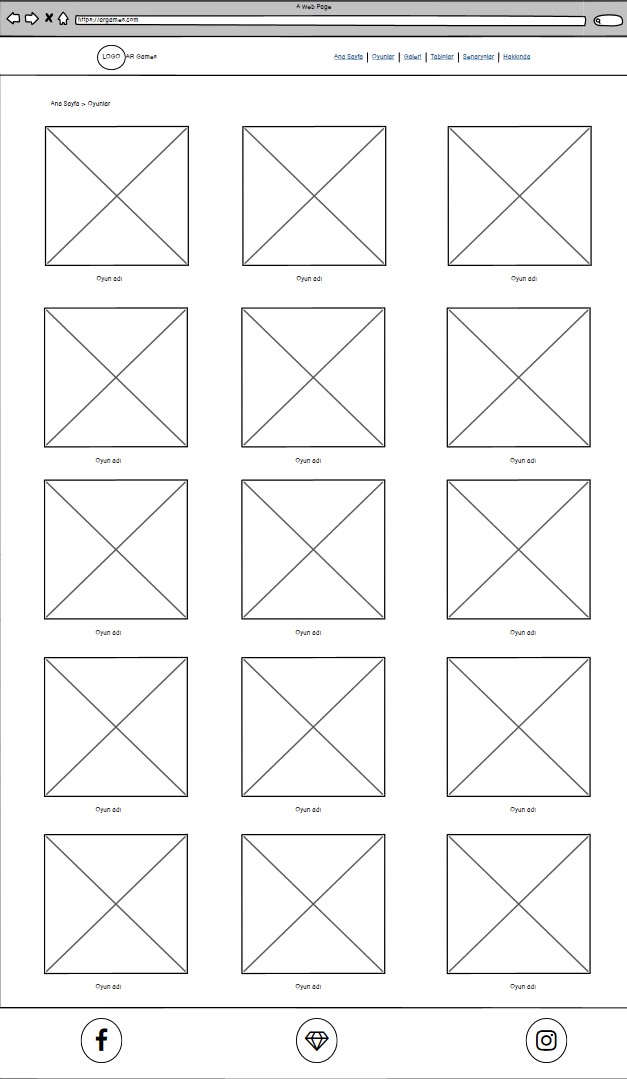 A Web Page
https://argames.com
LOGO AR Games
Ana Sayfa | Oyunlar | Galeri | Tabirler | Senaryolar | Hakkında
Ana Sayfa > Oyunlar
Oyun adı Oyun adı Oyun adı
Oyun adı Oyun adı Oyun adı
Oyun adı Oyun adı Oyun adı
Oyun adı Oyun adı Oyun adı
Oyun adı Oyun adı Oyun adı